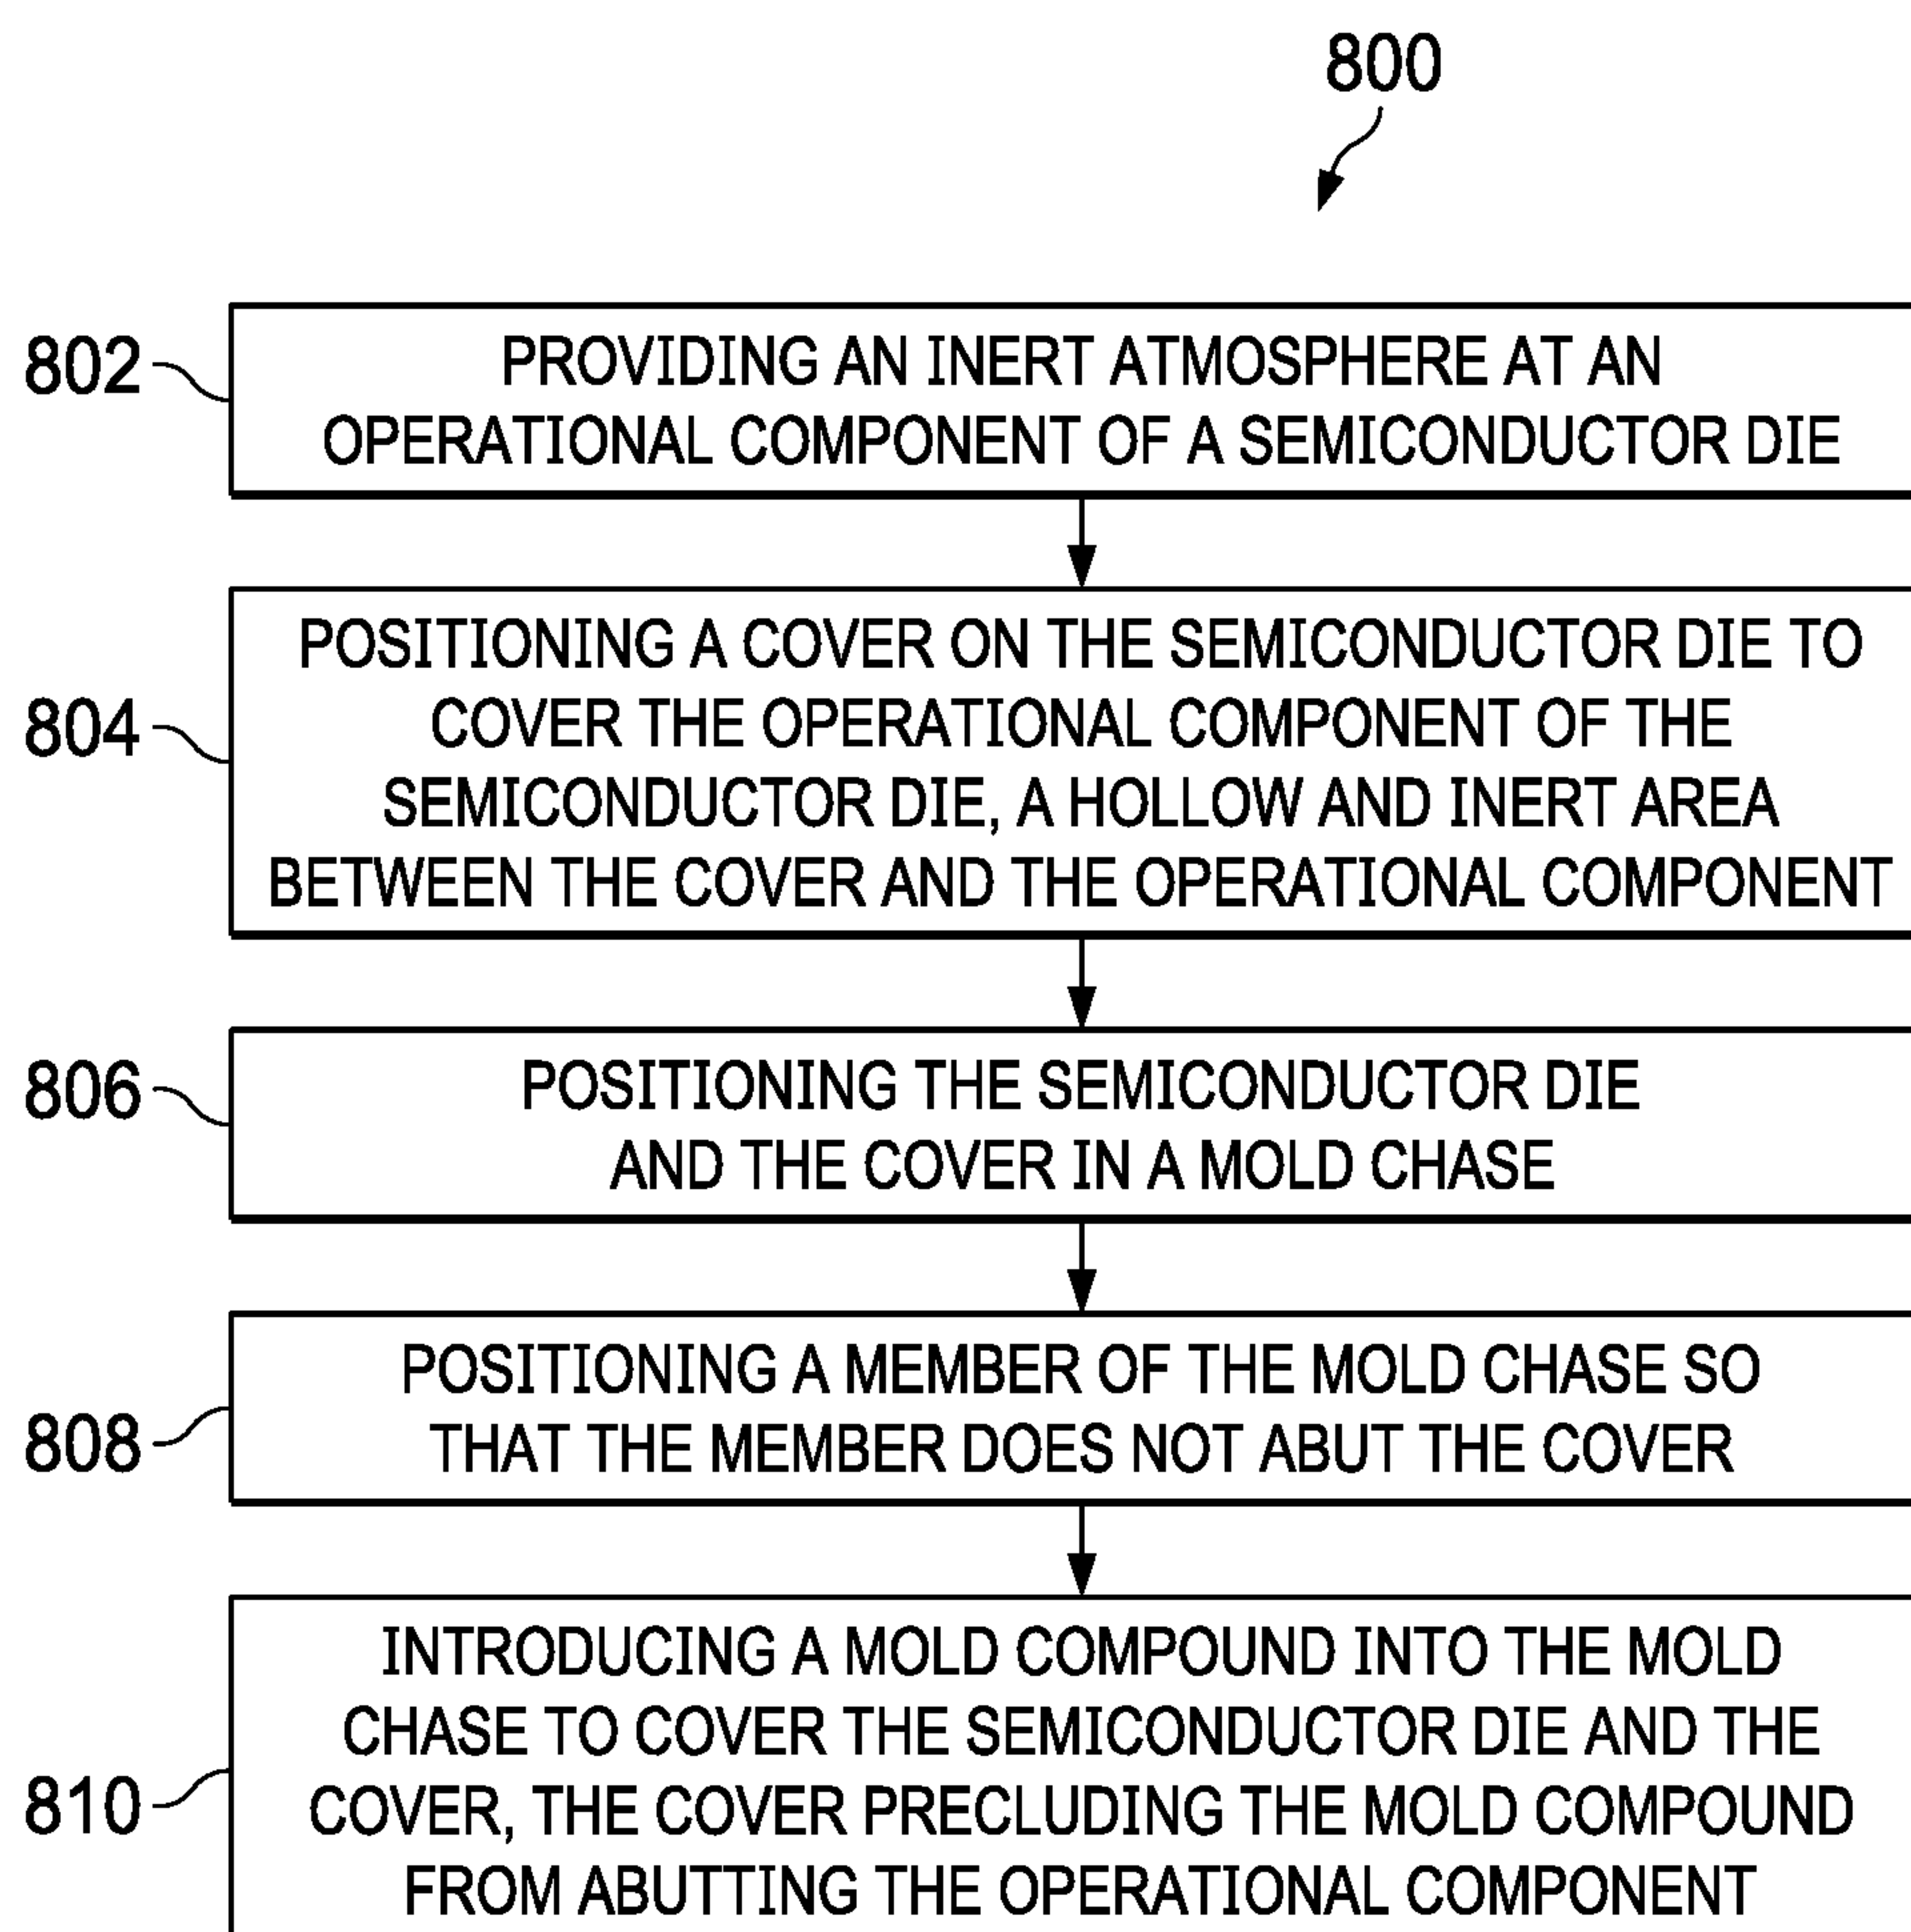 800
802
PROVIDING AN INERT ATMOSPHERE AT AN
OPERATIONAL COMPONENT OF A SEMICONDUCTOR DIE
804
POSITIONING A COVER ON THE SEMICONDUCTOR DIE TO
COVER THE OPERATIONAL COMPONENT OF THE
SEMICONDUCTOR DIE, A HOLLOW AND INERT AREA
BETWEEN THE COVER AND THE OPERATIONAL COMPONENT
806
POSITIONING THE SEMICONDUCTOR DIE
AND THE COVER IN A MOLD CHASE
808
POSITIONING A MEMBER OF THE MOLD CHASE SO
THAT THE MEMBER DOES NOT ABUT THE COVER
810
INTRODUCING A MOLD COMPOUND INTO THE MOLD
CHASE TO COVER THE SEMICONDUCTOR DIE AND THE
COVER, THE COVER PRECLUDING THE MOLD COMPOUND
FROM ABUTTING THE OPERATIONAL COMPONENT